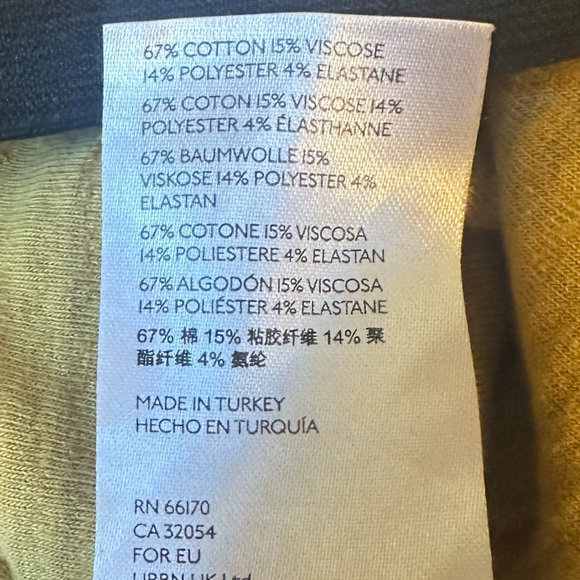 67% COTTON 15% VISCOSE
14% POLYESTER 4% ELASTANE
67% COTON 15% VISCOSE 14%
POLYESTER 4% ÉLASTHANNE
67% BAUMWOLLE 15%
VISKOSE 14% POLYESTER 4%
ELASTAN
67% COTONE 15% VISCOSA
14% POLIESTERE 4% ELASTAN
67% ALGODÓN 15% VISCOSA
14% POLIÉSTER 4% ELASTANE
67% 棉 15% 粘胶纤维 14% 聚
酯纤维 4% 氨纶
MADE IN TURKEY
HECHO EN TURQUÍA
RN 66170
CA 32054
FOR EU
URBN UK Ltd